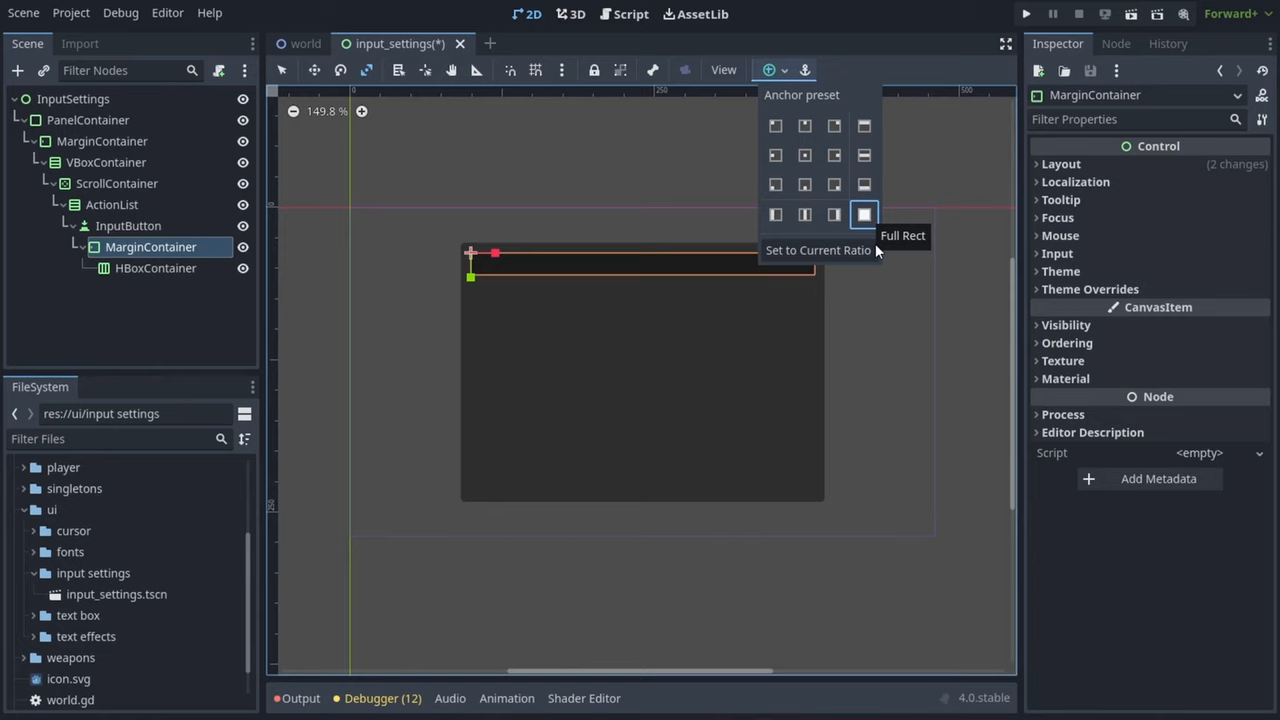 Scene Project Debug Editor Help
2D 3D Script AssetLib
Forward+
Scene Import
world input_settings(*)
Inspector Node History
Filter Nodes
View
MarginContainer
Filter Properties
InputSettings
PanelContainer
MarginContainer
VBoxContainer
ScrollContainer
ActionList
InputButton
MarginContainer
HBoxContainer
0 250 500
149.8 %
0
250
Anchor preset
Full Rect
Set to Current Ratio
Control
Layout (2 changes)
Localization
Tooltip
Focus
Mouse
Input
Theme
Theme Overrides
CanvasItem
Visibility
Ordering
Texture
Material
Node
Process
Editor Description
Script <empty>
Add Metadata
FileSystem
res://ui/input settings
Filter Files
player
singletons
ui
cursor
fonts
input settings
input_settings.tscn
text box
text effects
weapons
icon.svg
world.gd
Output Debugger (12) Audio Animation Shader Editor
4.0.stable